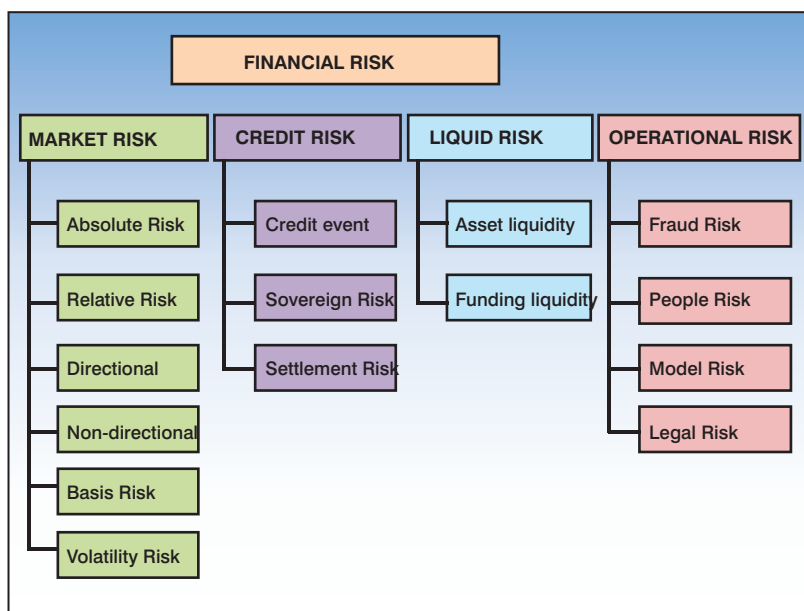 FINANCIAL RISK
MARKET RISK
Absolute Risk
Relative Risk
Directional
Non-directional
Basis Risk
Volatility Risk
CREDIT RISK
Credit event
Sovereign Risk
Settlement Risk
LIQUID RISK
Asset liquidity
Funding liquidity
OPERATIONAL RISK
Fraud Risk
People Risk
Model Risk
Legal Risk